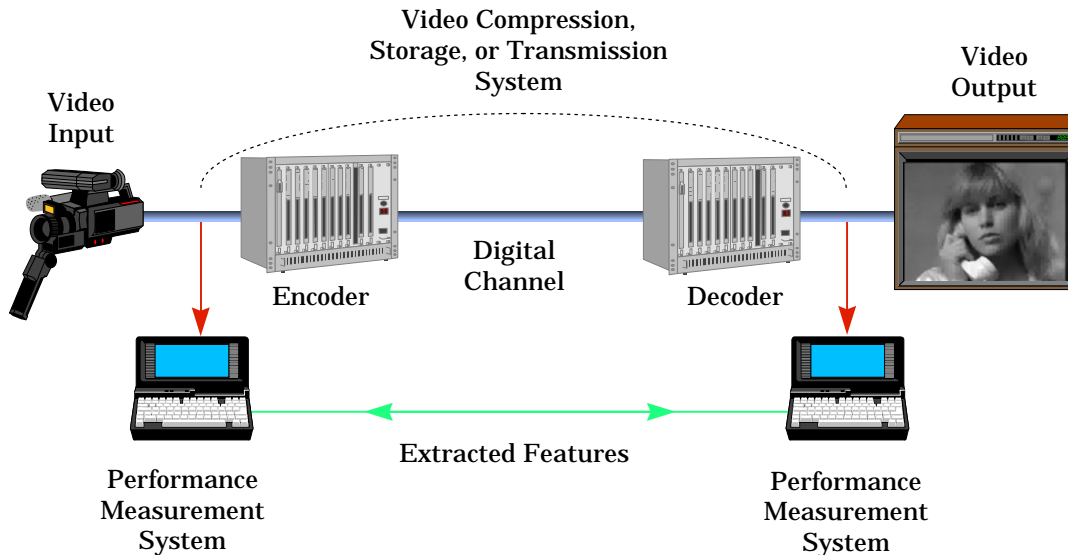 Video Compression,
Storage, or Transmission
System
Video
Input
Video
Output
Encoder
Digital
Channel
Decoder
Extracted Features
Performance
Measurement
System
Performance
Measurement
System